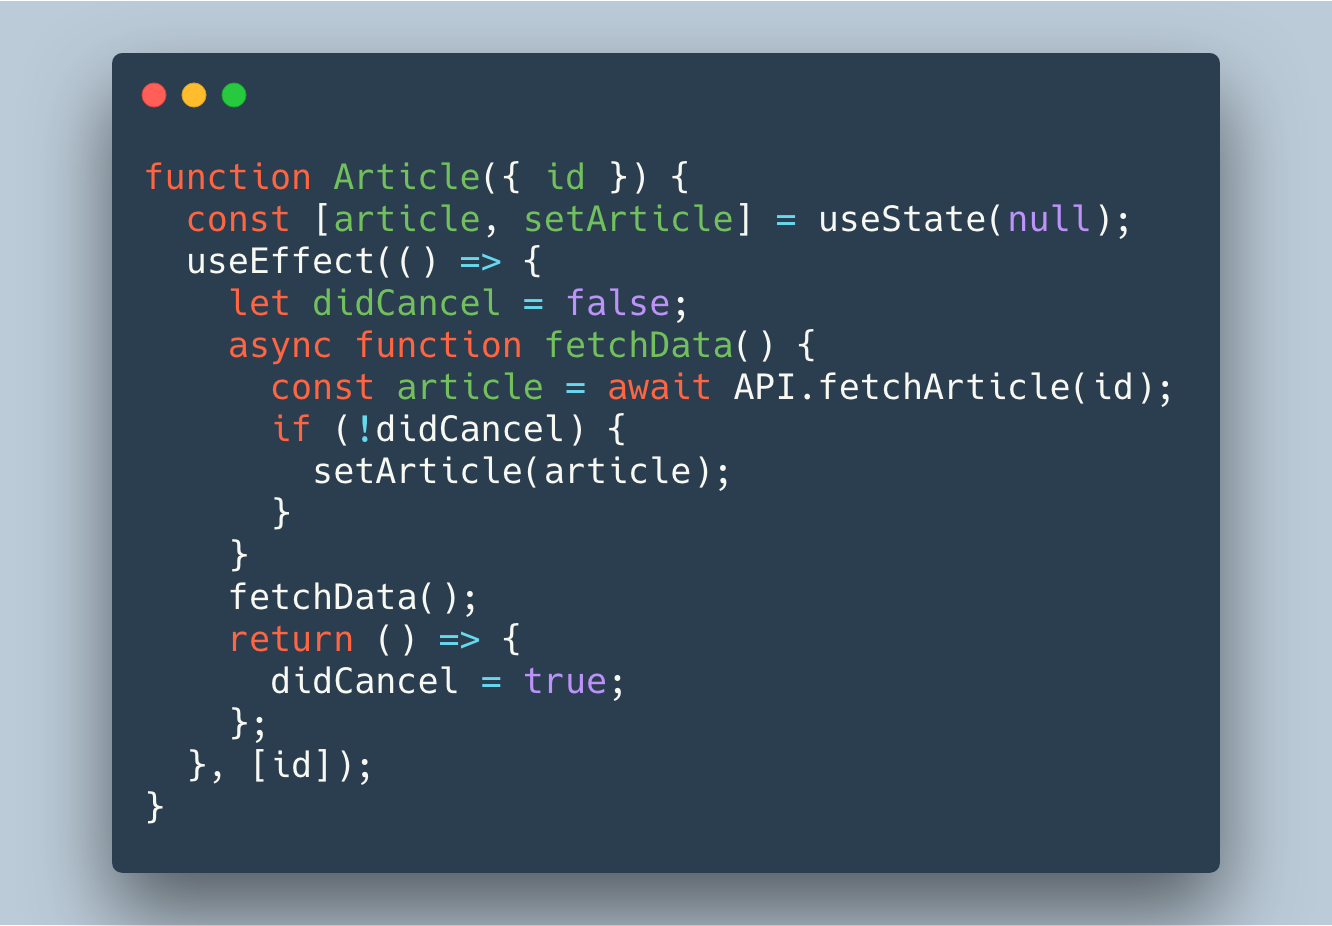 function Article({ id }) {
  const [article, setArticle] = useState(null);
  useEffect(() => {
    let didCancel = false;
    async function fetchData() {
      const article = await API.fetchArticle(id);
      if (!didCancel) {
        setArticle(article);
      }
    }
    fetchData();
    return () => {
      didCancel = true;
    };
  }, [id]);
}